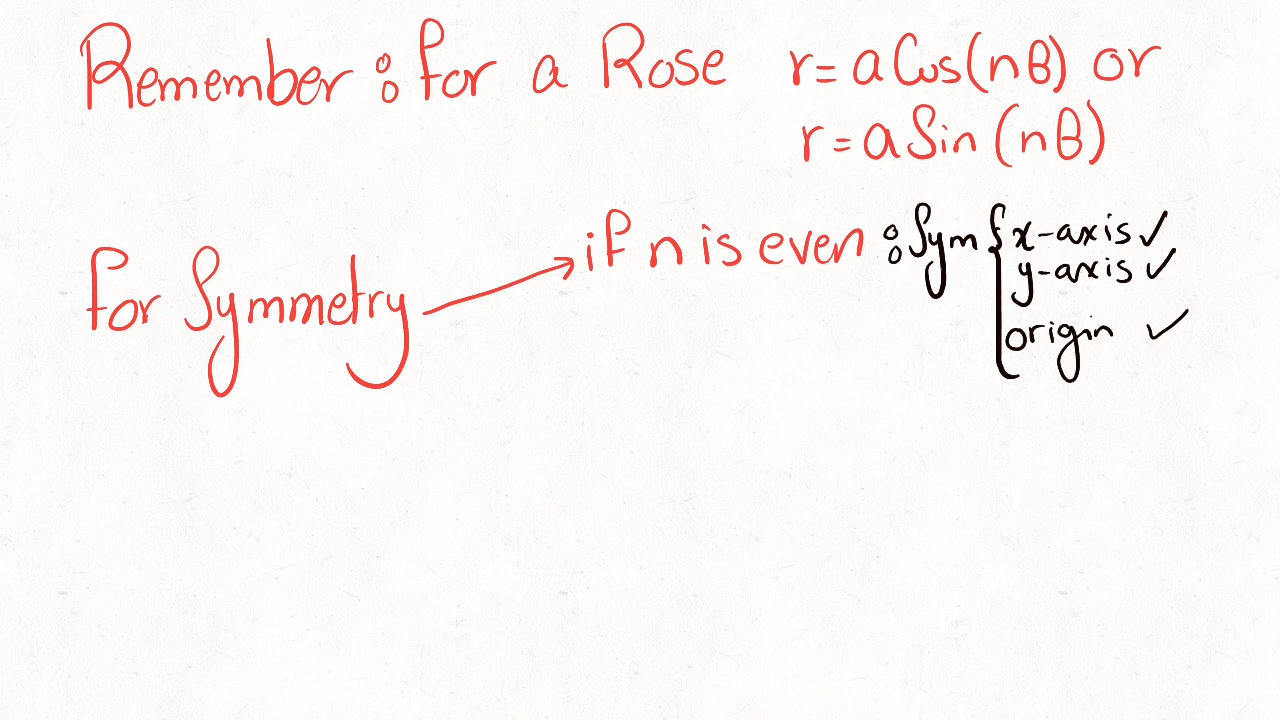 Remember: for a Rose r = a Cos(nθ) or
r = a Sin(nθ)
for Symmetry → if n is even : Sym { x-axis ✓
y-axis ✓
origin ✓